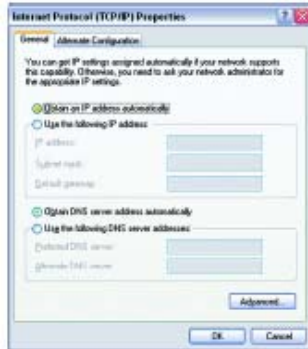 Internet Protocol (TCP/IP) Properties
General
Alternate Configuration
You can get IP settings assigned automatically if your network supports
this capability. Otherwise, you need to ask your network administrator for
the appropriate IP settings.
Obtain an IP address automatically
Use the following IP address:
IP address:
Subnet mask:
Default gateway:
Obtain DNS server address automatically
Use the following DNS server addresses:
Preferred DNS server:
Alternate DNS server:
Advanced...
OK
Cancel